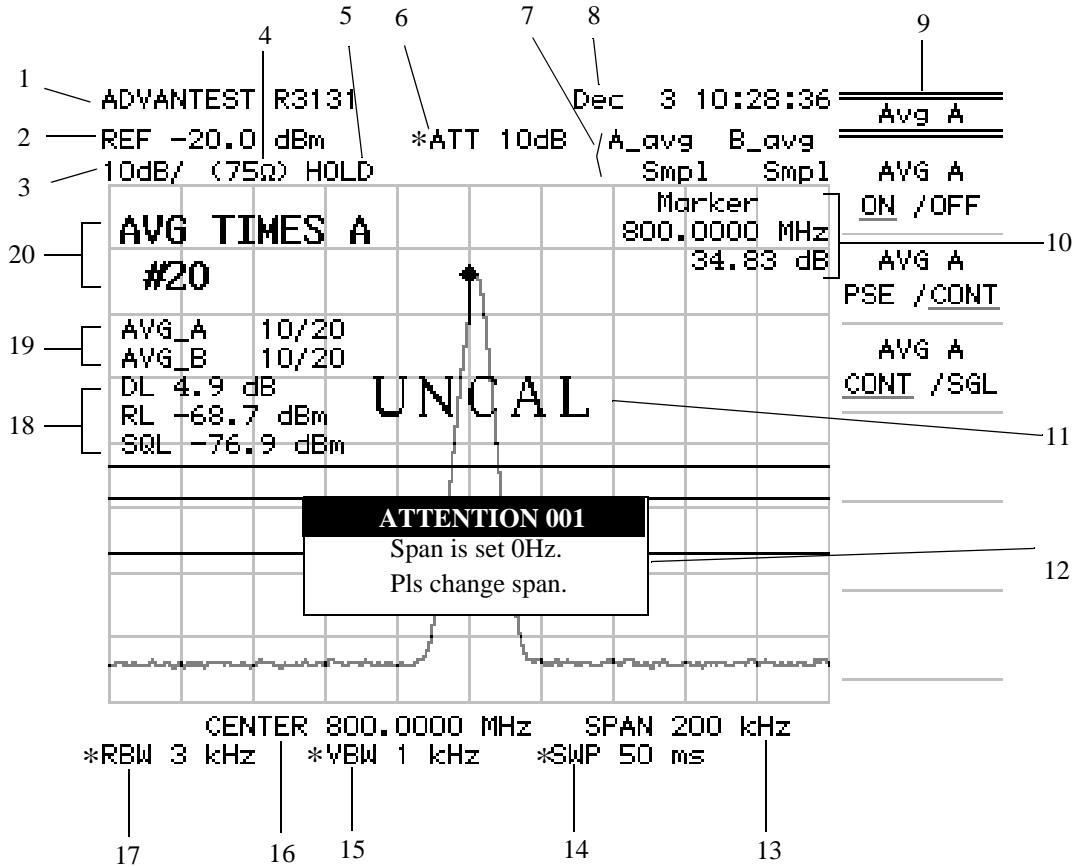 4 5 6 7 8 9
1 ADVANTEST R3131 Dec 3 10:28:36
Avg A
2 REF -20.0 dBm *ATT 10dB A_avg B_avg
3 10dB/ (75Ω) HOLD Smpl Smpl
AVG A
ON /OFF
Marker
800.0000 MHz
34.83 dB
10
20 AVG TIMES A
#20
AVG A
PSE /CONT
19 AVG_A 10/20
AVG_B 10/20
AVG A
CONT /SGL
18 DL 4.9 dB
RL -68.7 dBm
SQL -76.9 dBm
UNCAL
11
ATTENTION 001
Span is set 0Hz.
Pls change span.
12
CENTER 800.0000 MHz SPAN 200 kHz
*RBW 3 kHz *VBW 1 kHz *SWP 50 ms
17 16 15 14 13